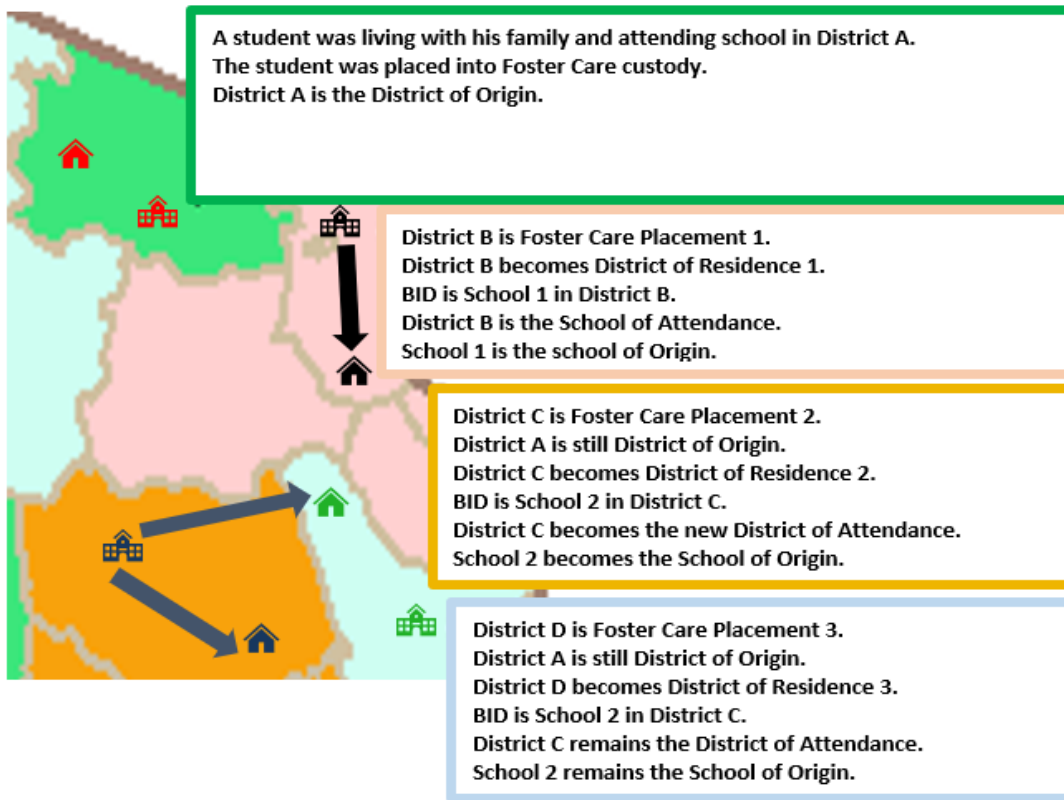 A student was living with his family and attending school in District A.
The student was placed into Foster Care custody.
District A is the District of Origin.
District B is Foster Care Placement 1.
District B becomes District of Residence 1.
BID is School 1 in District B.
District B is the School of Attendance.
School 1 is the school of Origin.
District C is Foster Care Placement 2.
District A is still District of Origin.
District C becomes District of Residence 2.
BID is School 2 in District C.
District C becomes the new District of Attendance.
School 2 becomes the School of Origin.
District D is Foster Care Placement 3.
District A is still District of Origin.
District D becomes District of Residence 3.
BID is School 2 in District C.
District C remains the District of Attendance.
School 2 remains the School of Origin.